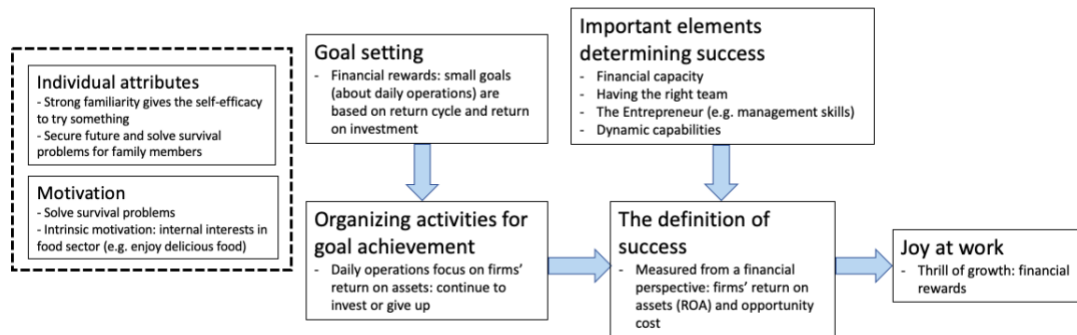 Individual attributes
- Strong familiarity gives the self-efficacy
to try something
- Secure future and solve survival
problems for family members
Motivation
- Solve survival problems
- Intrinsic motivation: internal interests in
food sector (e.g. enjoy delicious food)
Goal setting
- Financial rewards: small goals
(about daily operations) are
based on return cycle and return
on investment
Organizing activities for
goal achievement
- Daily operations focus on firms'
return on assets: continue to
invest or give up
Important elements
determining success
- Financial capacity
- Having the right team
- The Entrepreneur (e.g. management skills)
- Dynamic capabilities
The definition of
success
- Measured from a financial
perspective: firms' return on
assets (ROA) and opportunity
cost
Joy at work
- Thrill of growth: financial
rewards